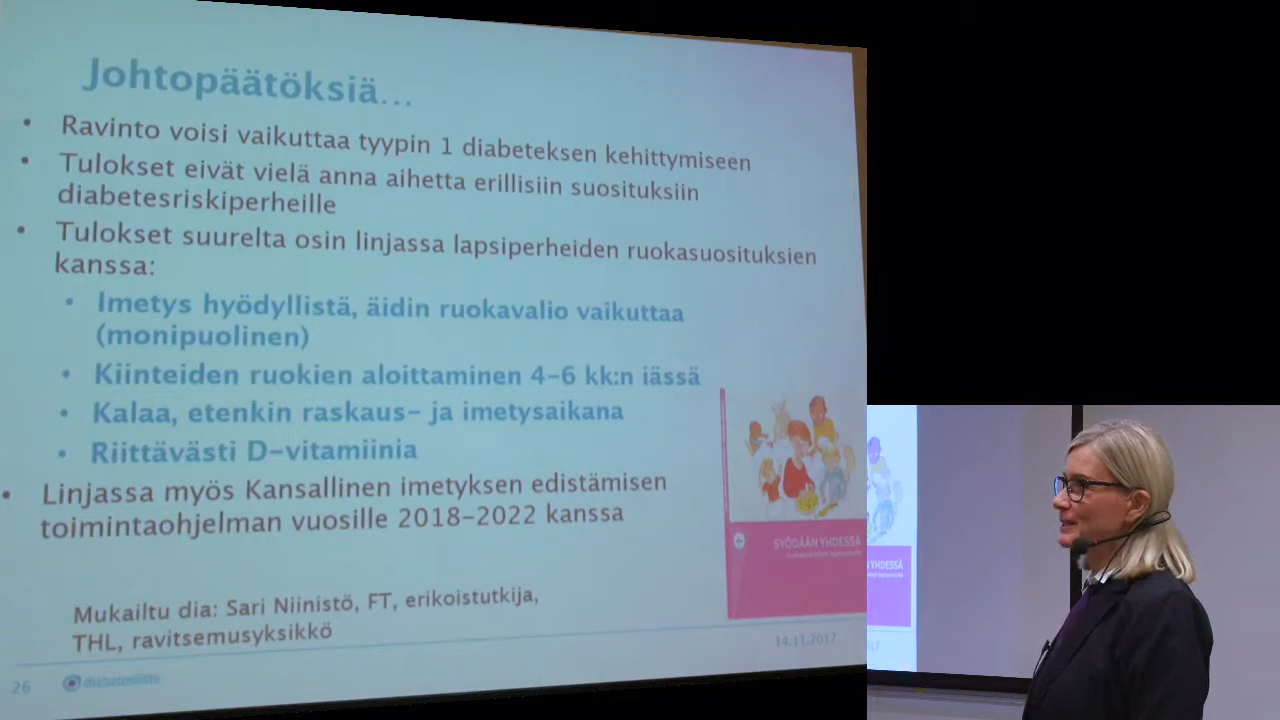 Johtopäätöksiä...
• Ravinto voisi vaikuttaa tyypin 1 diabeteksen kehittymiseen
• Tulokset eivät vielä anna aihetta erillisiin suosituksiin
diabetesriskiperheille
• Tulokset suurelta osin linjassa lapsiperheiden ruokasuosituksien
kanssa:
• Imetys hyödyllistä, äidin ruokavalio vaikuttaa
(monipuolinen)
• Kiinteiden ruokien aloittaminen 4-6 kk:n iässä
• Kalaa, etenkin raskaus- ja imetysaikana
• Riittävästi D-vitamiinia
• Linjassa myös Kansallinen imetyksen edistämisen
toimintaohjelman vuosille 2018-2022 kanssa
SYÖDÄÄN YHDESSÄ
Mukailtu dia: Sari Niinistö, FT, erikoistutkija,
THL, ravitsemusyksikkö
14.11.2017
26 diabetesliitto
YHDESSÄ